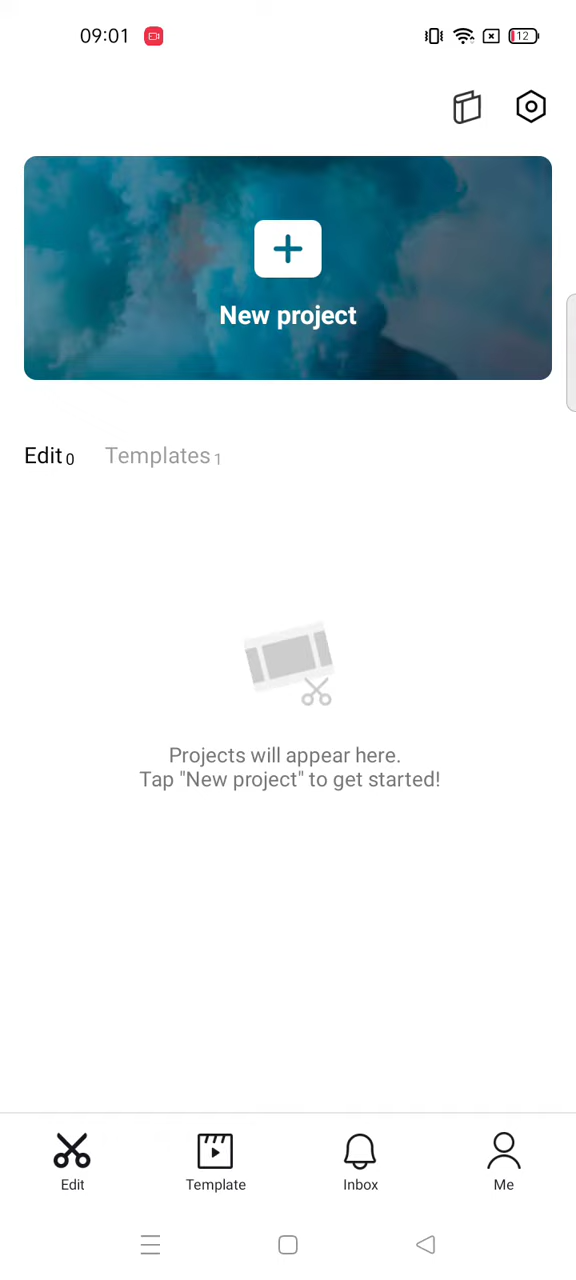 09:01
12
New project
Edit 0 Templates 1
Projects will appear here.
Tap "New project" to get started!
Edit Template Inbox Me